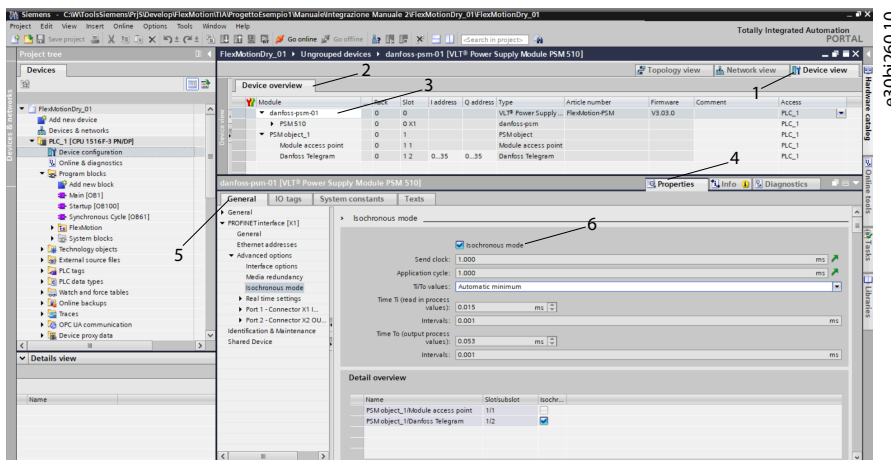 Siemens - C:\WITools\Siemens\PrjS\Develop\FlexMotion\TIA\ProgettoEsempio1\Manuale\Integrazione Manuale 2\FlexMotionDry_01\FlexMotionDry_01
Project Edit View Insert Online Options Tools Window Help
Totally Integrated Automation
PORTAL
Save project Go online Go offline <Search in project>
Project tree
FlexMotionDry_01 ▸ Ungrouped devices ▸ danfoss-psm-01 [VLT® Power Supply Module PSM 510]
Devices
Topology view Network view Device view
Device overview
1
2
3
Module Rack Slot I address Q address Type Article number Firmware Comment Access
danfoss-psm-01 0 0 VLT® Power Supply ... FlexMotion-PSM V3.03.0 PLC_1
PSM 510 0 0 X1 danfoss-psm PLC_1
PSM object_1 0 1 PSM object PLC_1
Module access point 0 1 1 Module access point PLC_1
Danfoss Telegram 0 1 2 0...35 0...35 Danfoss Telegram PLC_1
FlexMotionDry_01
Add new device
Devices & networks
PLC_1 [CPU 1516F-3 PN/DP]
Device configuration
Online & diagnostics
Program blocks
Add new block
Main [OB1]
Startup [OB100]
Synchronous Cycle [OB61]
FlexMotion
System blocks
Technology objects
External source files
PLC tags
PLC data types
Watch and force tables
Online backups
Traces
OPC UA communication
Device proxy data
Details view
Name
4
danfoss-psm-01 [VLT® Power Supply Module PSM 510]
Properties Info Diagnostics
General IO tags System constants Texts
5
6
General
PROFINET interface [X1]
General
Ethernet addresses
Advanced options
Interface options
Media redundancy
Isochronous mode
Real time settings
Port 1 - Connector X1 I...
Port 2 - Connector X2 OU...
Identification & Maintenance
Shared Device
Isochronous mode
Isochronous mode
Send clock: 1.000 ms
Application cycle: 1.000 ms
Ti/To values: Automatic minimum
Time Ti (read in process
values): 0.015 ms
Intervals: 0.001 ms
Time To (output process
values): 0.053 ms
Intervals: 0.001 ms
Detail overview
Name Slot/subslot Isochr...
PSM object_1/Module access point 1/1
PSM object_1/Danfoss Telegram 1/2
Devices & networks
Device view
Hardware catalog
Online tools
Tasks
Libraries
e30bj260.10